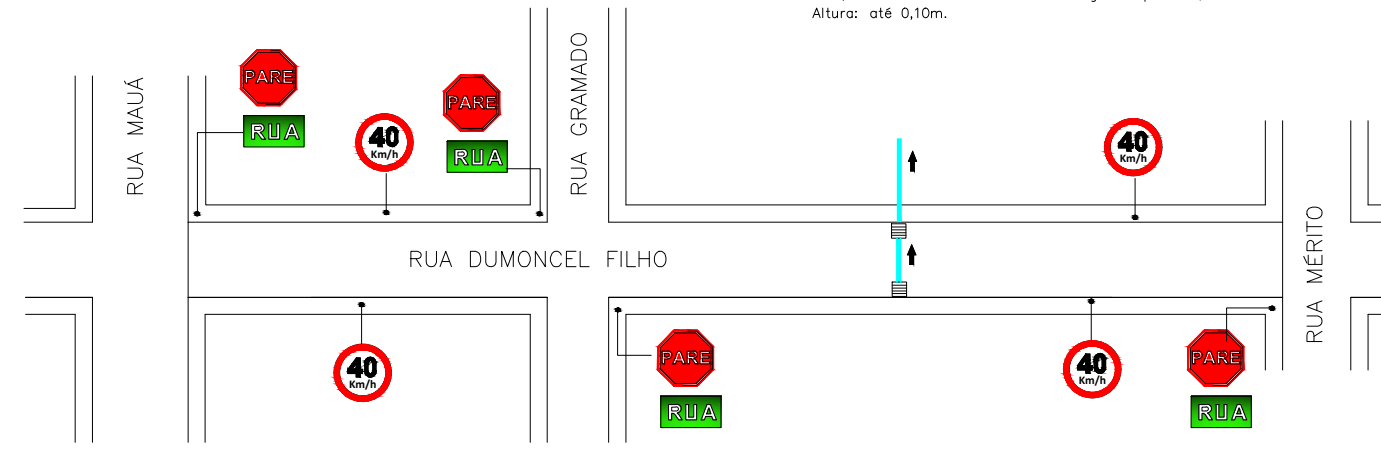 Altura: até 0,10m.
RUA MAUÁ
PARE
RUA
40
Km/h
PARE
RUA
RUA GRAMADO
40
Km/h
RUA DUMONCEL FILHO
RUA MÉRITO
40
Km/h
PARE
RUA
40
Km/h
PARE
RUA